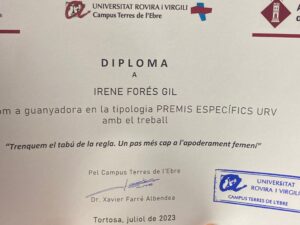 UNIVERSITAT ROVIRA I VIRGILI
Campus Terres de l'Ebre
DIPLOMA
A
IRENE FORÉS GIL
com a guanyadora en la tipologia PREMIS ESPECÍFICS URV
amb el treball
"Trenquem el tabú de la regla. Un pas més cap a l'apoderament femení"
Pel Campus Terres de l'Ebre
Dr. Xavier Farré Albendea
Tortosa, juliol de 2023
UNIVERSITAT
ROVIRA I VIRGILI
CAMPUS TERRES DE L'EBRE